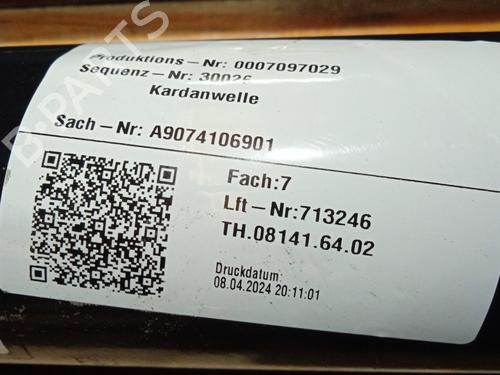 Produktions-Nr: 0007097029
Sequenz-Nr: 30026
Kardanwelle
Sach-Nr: A9074106901
Fach:7
Lft-Nr:713246
TH.08141.64.02
Druckdatum:
08.04.2024 20:11:01
B-PARTS